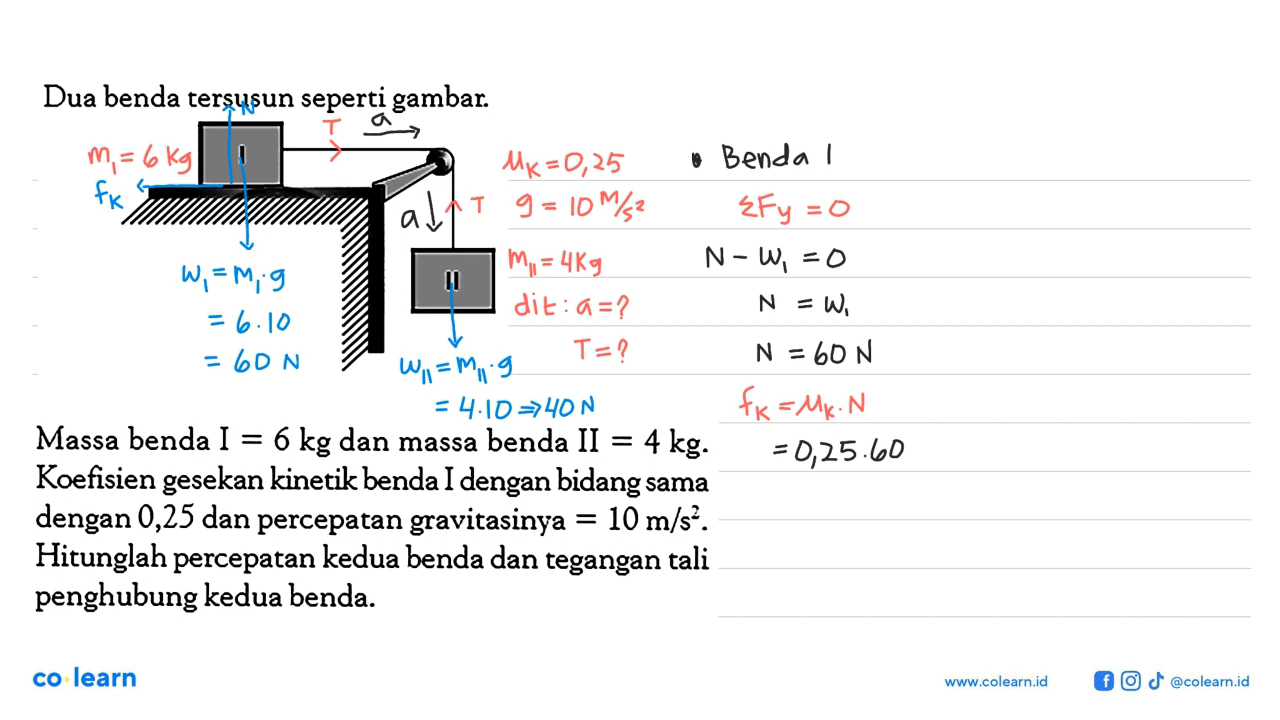 Dua benda tersusun seperti gambar.
N
T
a
m₁ = 6 kg
I
fK
a
T
w₁ = m₁ . g
= 6 . 10
= 60 N
II
wII = mII . g
= 4 . 10 ⇒ 40 N
μK = 0,25
g = 10 m/s²
mII = 4 kg
dit : a = ?
T = ?
• Benda I
ΣFy = 0
N - w₁ = 0
N = w₁
N = 60 N
fK = μK . N
= 0,25 . 60
Massa benda I = 6 kg dan massa benda II = 4 kg.
Koefisien gesekan kinetik benda I dengan bidang sama
dengan 0,25 dan percepatan gravitasinya = 10 m/s².
Hitunglah percepatan kedua benda dan tegangan tali
penghubung kedua benda.
co learn
www.colearn.id
@colearn.id